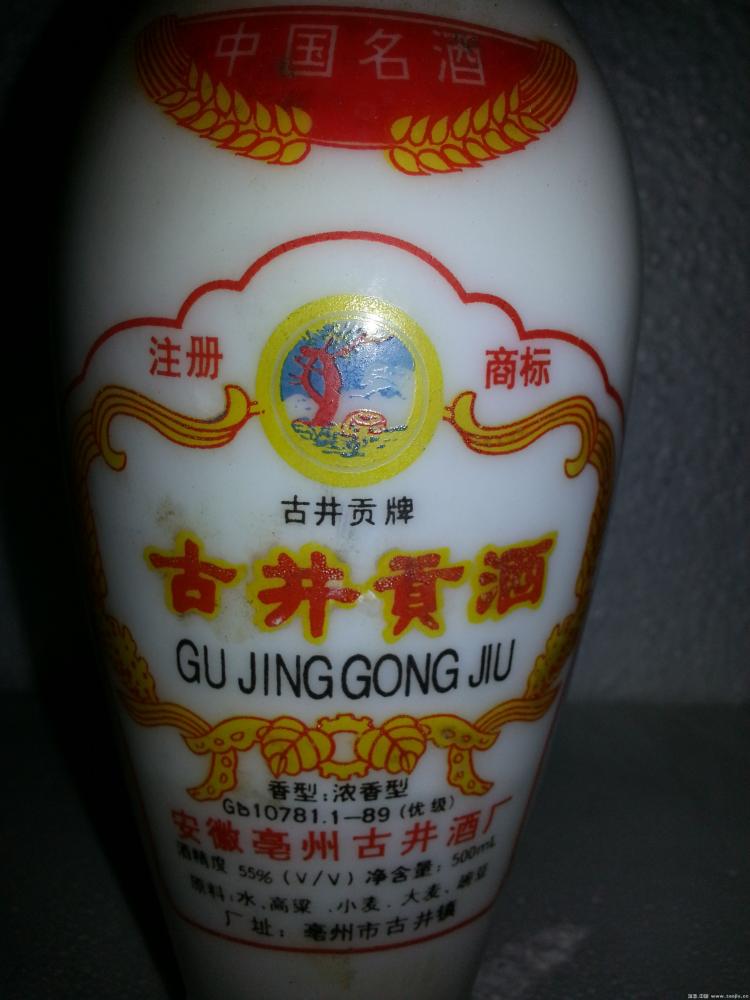 中国名酒
注册 商标
古井贡牌
古井贡酒
GU JING GONG JIU
香型:浓香型
GB10781.1-89(优级)
安徽亳州古井酒厂
酒精度 55%(V/V) 净含量: 500mL
原料:水、高粱、小麦、大麦、豌豆
厂址: 亳州市古井镇